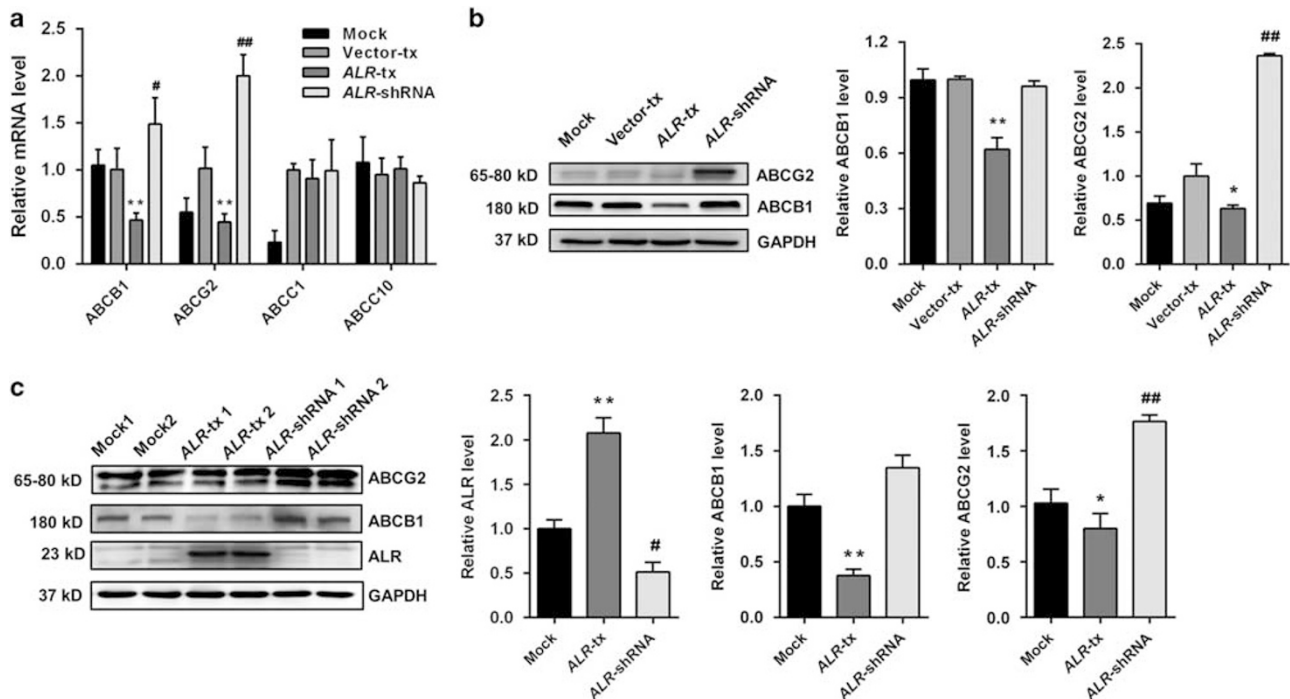 a
Relative mRNA level
2.5
2.0
1.5
1.0
0.5
0.0
Mock
Vector-tx
ALR-tx
ALR-shRNA
**
#
**
##
ABCB1
ABCG2
ABCC1
ABCC10
b
Mock
Vector-tx
ALR-tx
ALR-shRNA
65-80 kD
ABCG2
180 kD
ABCB1
37 kD
GAPDH
Relative ABCB1 level
1.2
0.9
0.6
0.3
0.0
**
Mock
Vector-tx
ALR-tx
ALR-shRNA
Relative ABCG2 level
2.5
2.0
1.5
1.0
0.5
0.0
*
##
Mock
Vector-tx
ALR-tx
ALR-shRNA
c
Mock1
Mock2
ALR-tx 1
ALR-tx 2
ALR-shRNA 1
ALR-shRNA 2
65-80 kD
ABCG2
180 kD
ABCB1
23 kD
ALR
37 kD
GAPDH
Relative ALR level
2.5
2.0
1.5
1.0
0.5
0.0
**
#
Mock
ALR-tx
ALR-shRNA
Relative ABCB1 level
2.0
1.5
1.0
0.5
0.0
**
Mock
ALR-tx
ALR-shRNA
Relative ABCG2 level
2.0
1.5
1.0
0.5
0.0
*
##
Mock
ALR-tx
ALR-shRNA